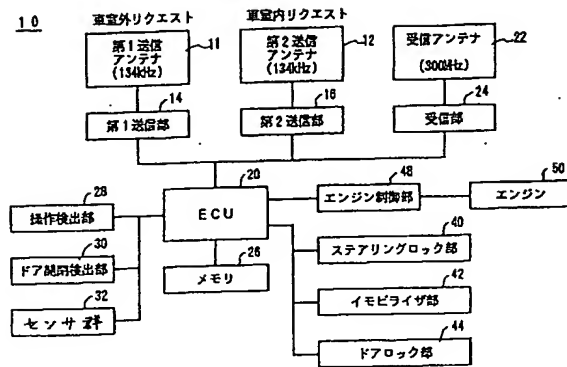 10
車室外リクエスト
車室内リクエスト
第1送信
アンテナ
(134kHz)
11
第2送信
アンテナ
(134kHz)
12
受信アンテナ
(300MHz)
22
第1送信部
14
第2送信部
16
受信部
24
ECU
20
エンジン制御部
48
エンジン
50
操作検出部
28
ドア開閉検出部
30
センサ群
32
メモリ
26
ステアリングロック部
40
イモビライザ部
42
ドアロック部
44